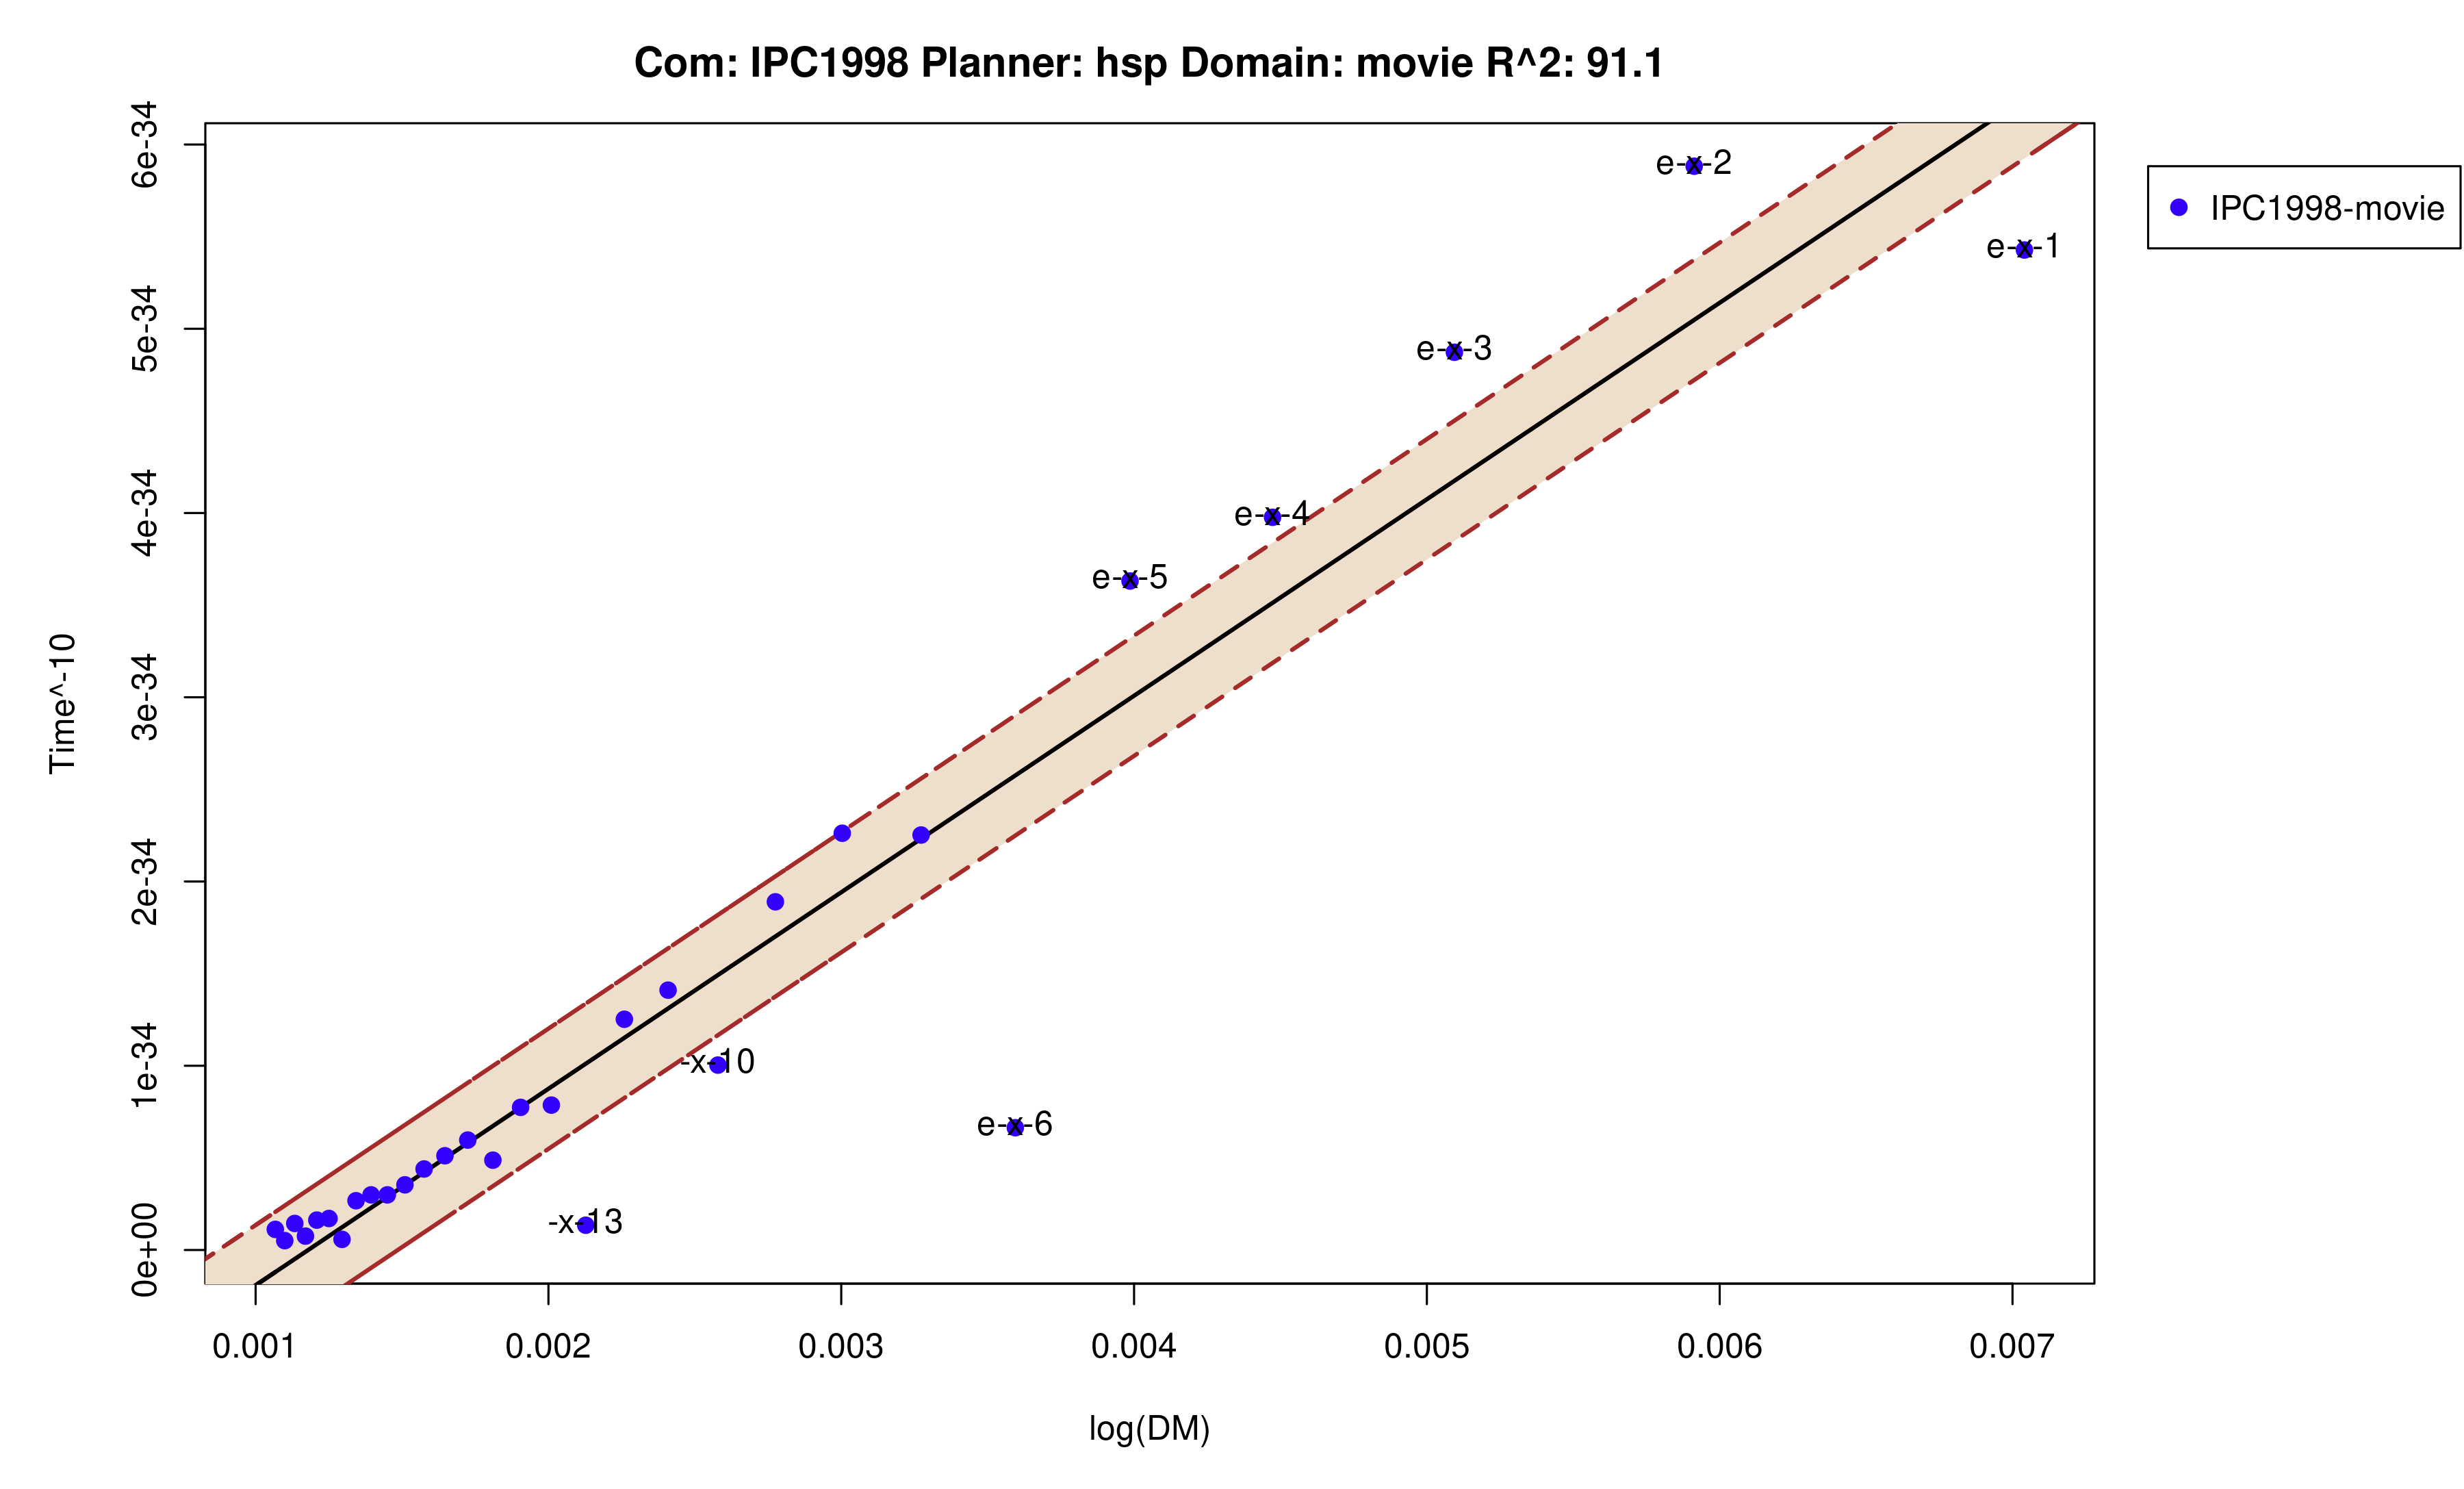 Com: IPC1998 Planner: hsp Domain: movie R^2: 91.1
6e-34
5e-34
4e-34
3e-34
2e-34
1e-34
0e+00
Time^-10
e-x-2
e-x-1
e-x-3
e-x-4
e-x-5
-x-10
e-x-6
-x-13
IPC1998-movie
0.001 0.002 0.003 0.004 0.005 0.006 0.007
log(DM)